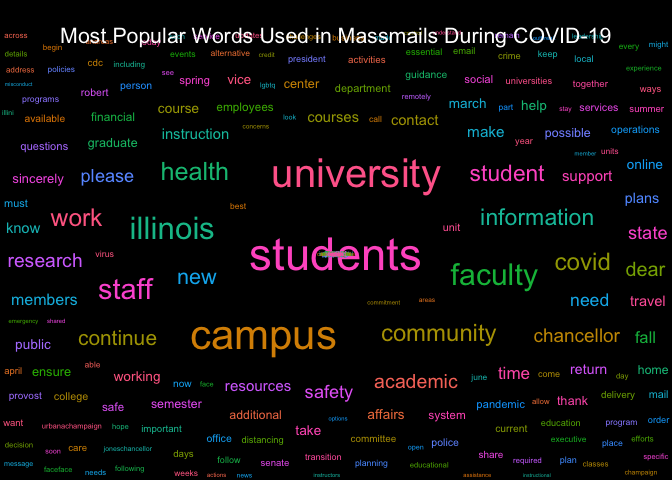 Most Popular Words Used in Massmails During COVID-19
across
might
details
begin
events
alternative
credit
president
essential
email
crime
keep
local
every
address
policies
cdc
including
activities
guidance
experience
misconduct
see
spring
vice
center
department
social
universities
together
ways
programs
robert
person
lgbtq
remotely
illini
available
financial
course
employees
courses
call
contact
march
part
help
stay
services
summer
concerns
look
questions
graduate
instruction
make
year
possible
operations
sincerely
please
health
university
student
support
member
units
online
must
best
plans
know
work
illinois
unit
information
state
research
virus
new
students
faculty
covid
dear
members
staff
commitment
areas
need
travel
emergency
shared
public
continue
campus
community
chancellor
fall
april
ensure
able
working
now
face
resources
safety
academic
june
time
come
return
day
home
provost
college
safe
semester
additional
affairs
system
pandemic
allow
thank
delivery
mail
want
urbanachampaign
hope
important
options
take
current
education
program
order
decision
soon
care
joneschancellor
days
office
distancing
committee
open
police
executive
place
efforts
message
faceface
needs
following
follow
weeks
senate
transition
planning
educational
share
required
plan
classes
specific
actions
news
instructors
assistance
instructional
champaign